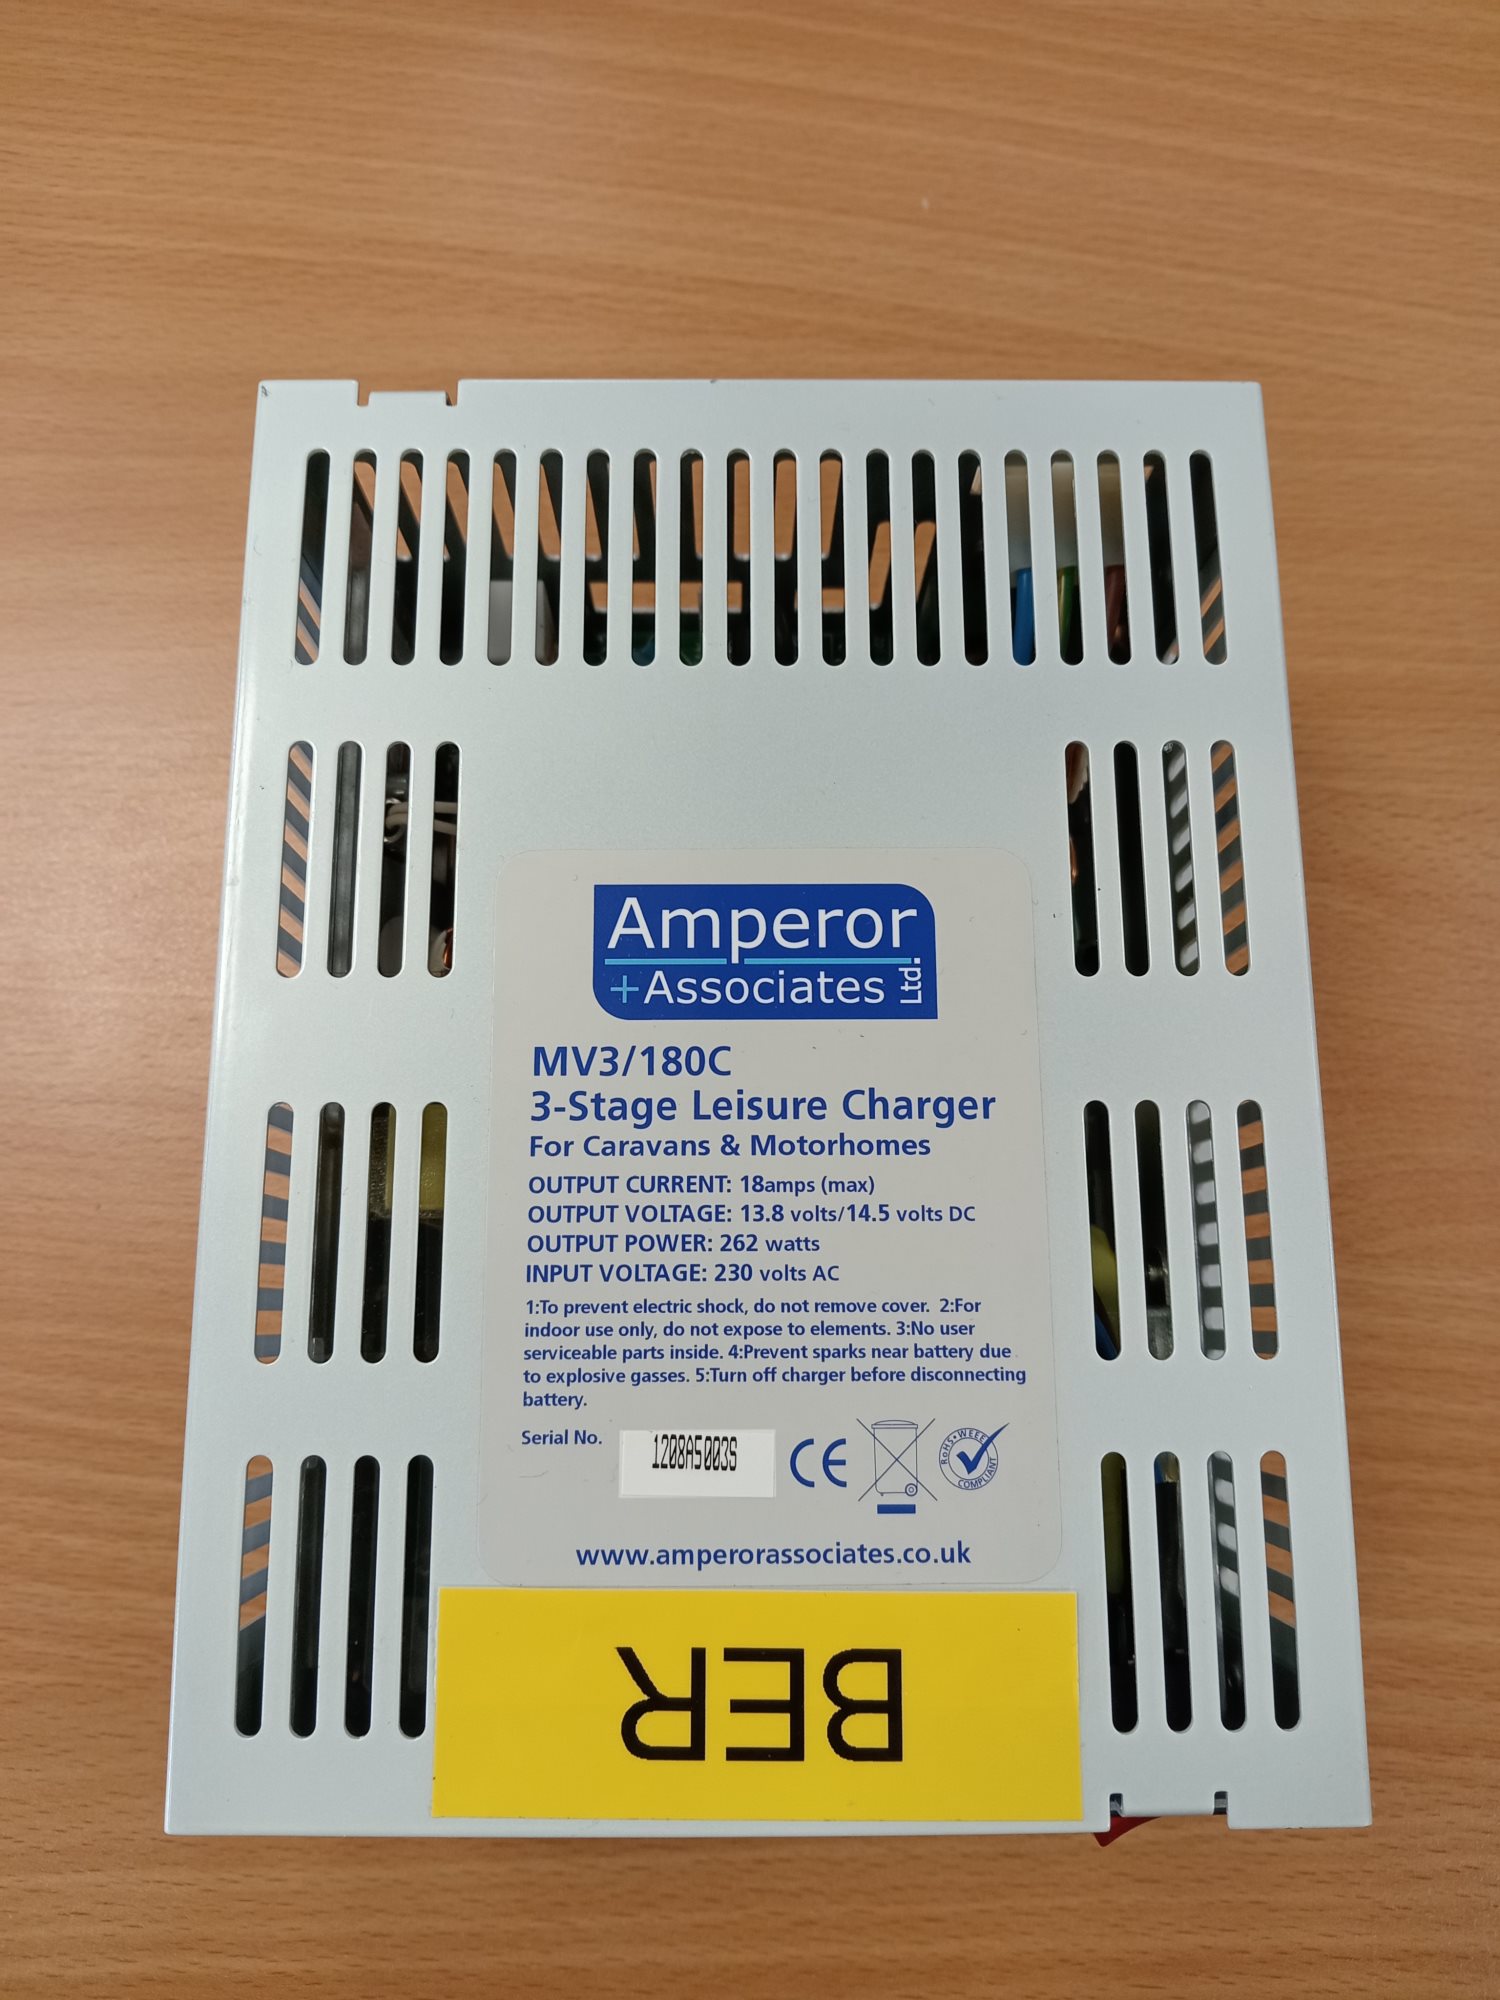 Amperor
+Associates Ltd.
MV3/180C
3-Stage Leisure Charger
For Caravans & Motorhomes
OUTPUT CURRENT: 18amps (max)
OUTPUT VOLTAGE: 13.8 volts/14.5 volts DC
OUTPUT POWER: 262 watts
INPUT VOLTAGE: 230 volts AC
1:To prevent electric shock, do not remove cover. 2:For
indoor use only, do not expose to elements. 3:No user
serviceable parts inside. 4:Prevent sparks near battery due
to explosive gasses. 5:Turn off charger before disconnecting
battery.
Serial No. 1208A5003S
CE
RoHS • WEEE
COMPLIANT
www.amperorassociates.co.uk
BER